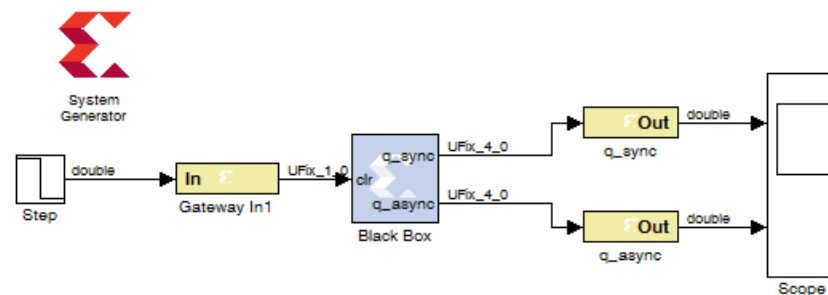 System
Generator
double
Step
In
Gateway In1
UFix_1_0
clr
q_sync
q_async
Black Box
UFix_4_0
UFix_4_0
Out
q_sync
double
Out
q_async
double
Scope